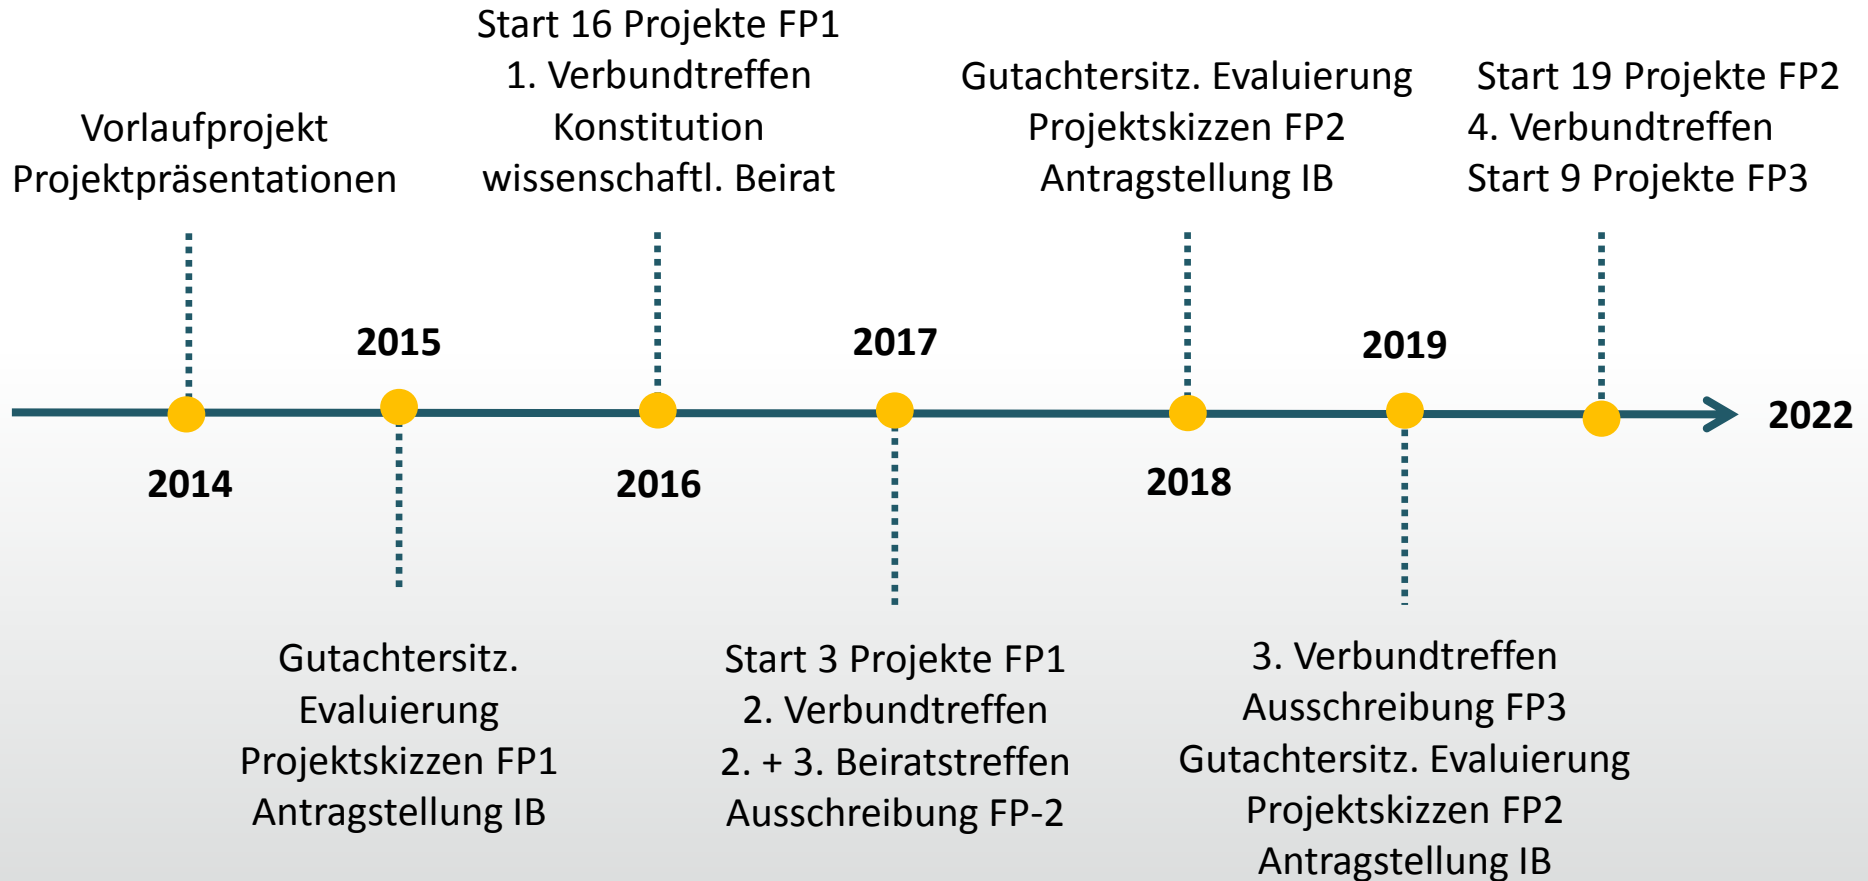 Vorlaufprojekt
Projektpräsentationen
2014
2015
Gutachtersitz.
Evaluierung
Projektskizzen FP1
Antragstellung IB
Start 16 Projekte FP1
1. Verbundtreffen
Konstitution
wissenschaftl. Beirat
2016
2017
Start 3 Projekte FP1
2. Verbundtreffen
2. + 3. Beiratstreffen
Ausschreibung FP-2
Gutachtersitz. Evaluierung
Projektskizzen FP2
Antragstellung IB
2018
2019
3. Verbundtreffen
Ausschreibung FP3
Gutachtersitz. Evaluierung
Projektskizzen FP2
Antragstellung IB
Start 19 Projekte FP2
4. Verbundtreffen
Start 9 Projekte FP3
2022